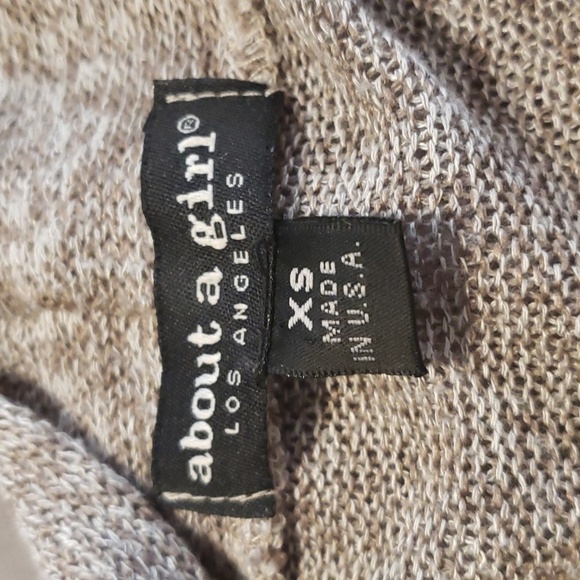 about a girl®
LOS ANGELES
XS
MADE
IN U.S.A.